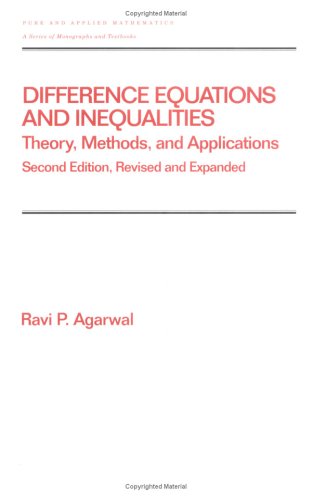 Copyrighted Material
PURE AND APPLIED MATHEMATICS
A Series of Monographs and Textbooks
DIFFERENCE EQUATIONS
AND INEQUALITIES
Theory, Methods, and Applications
Second Edition, Revised and Expanded
Ravi P. Agarwal
Copyrighted Material